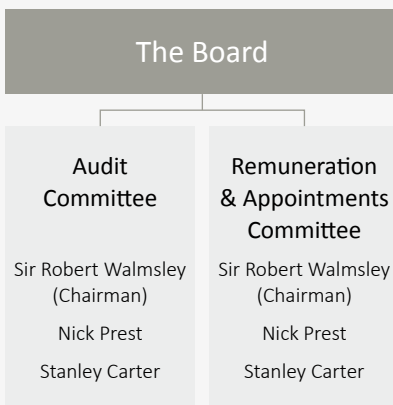 The Board
Audit
Committee
Sir Robert Walmsley
(Chairman)
Nick Prest
Stanley Carter
Remuneration
& Appointments
Committee
Sir Robert Walmsley
(Chairman)
Nick Prest
Stanley Carter